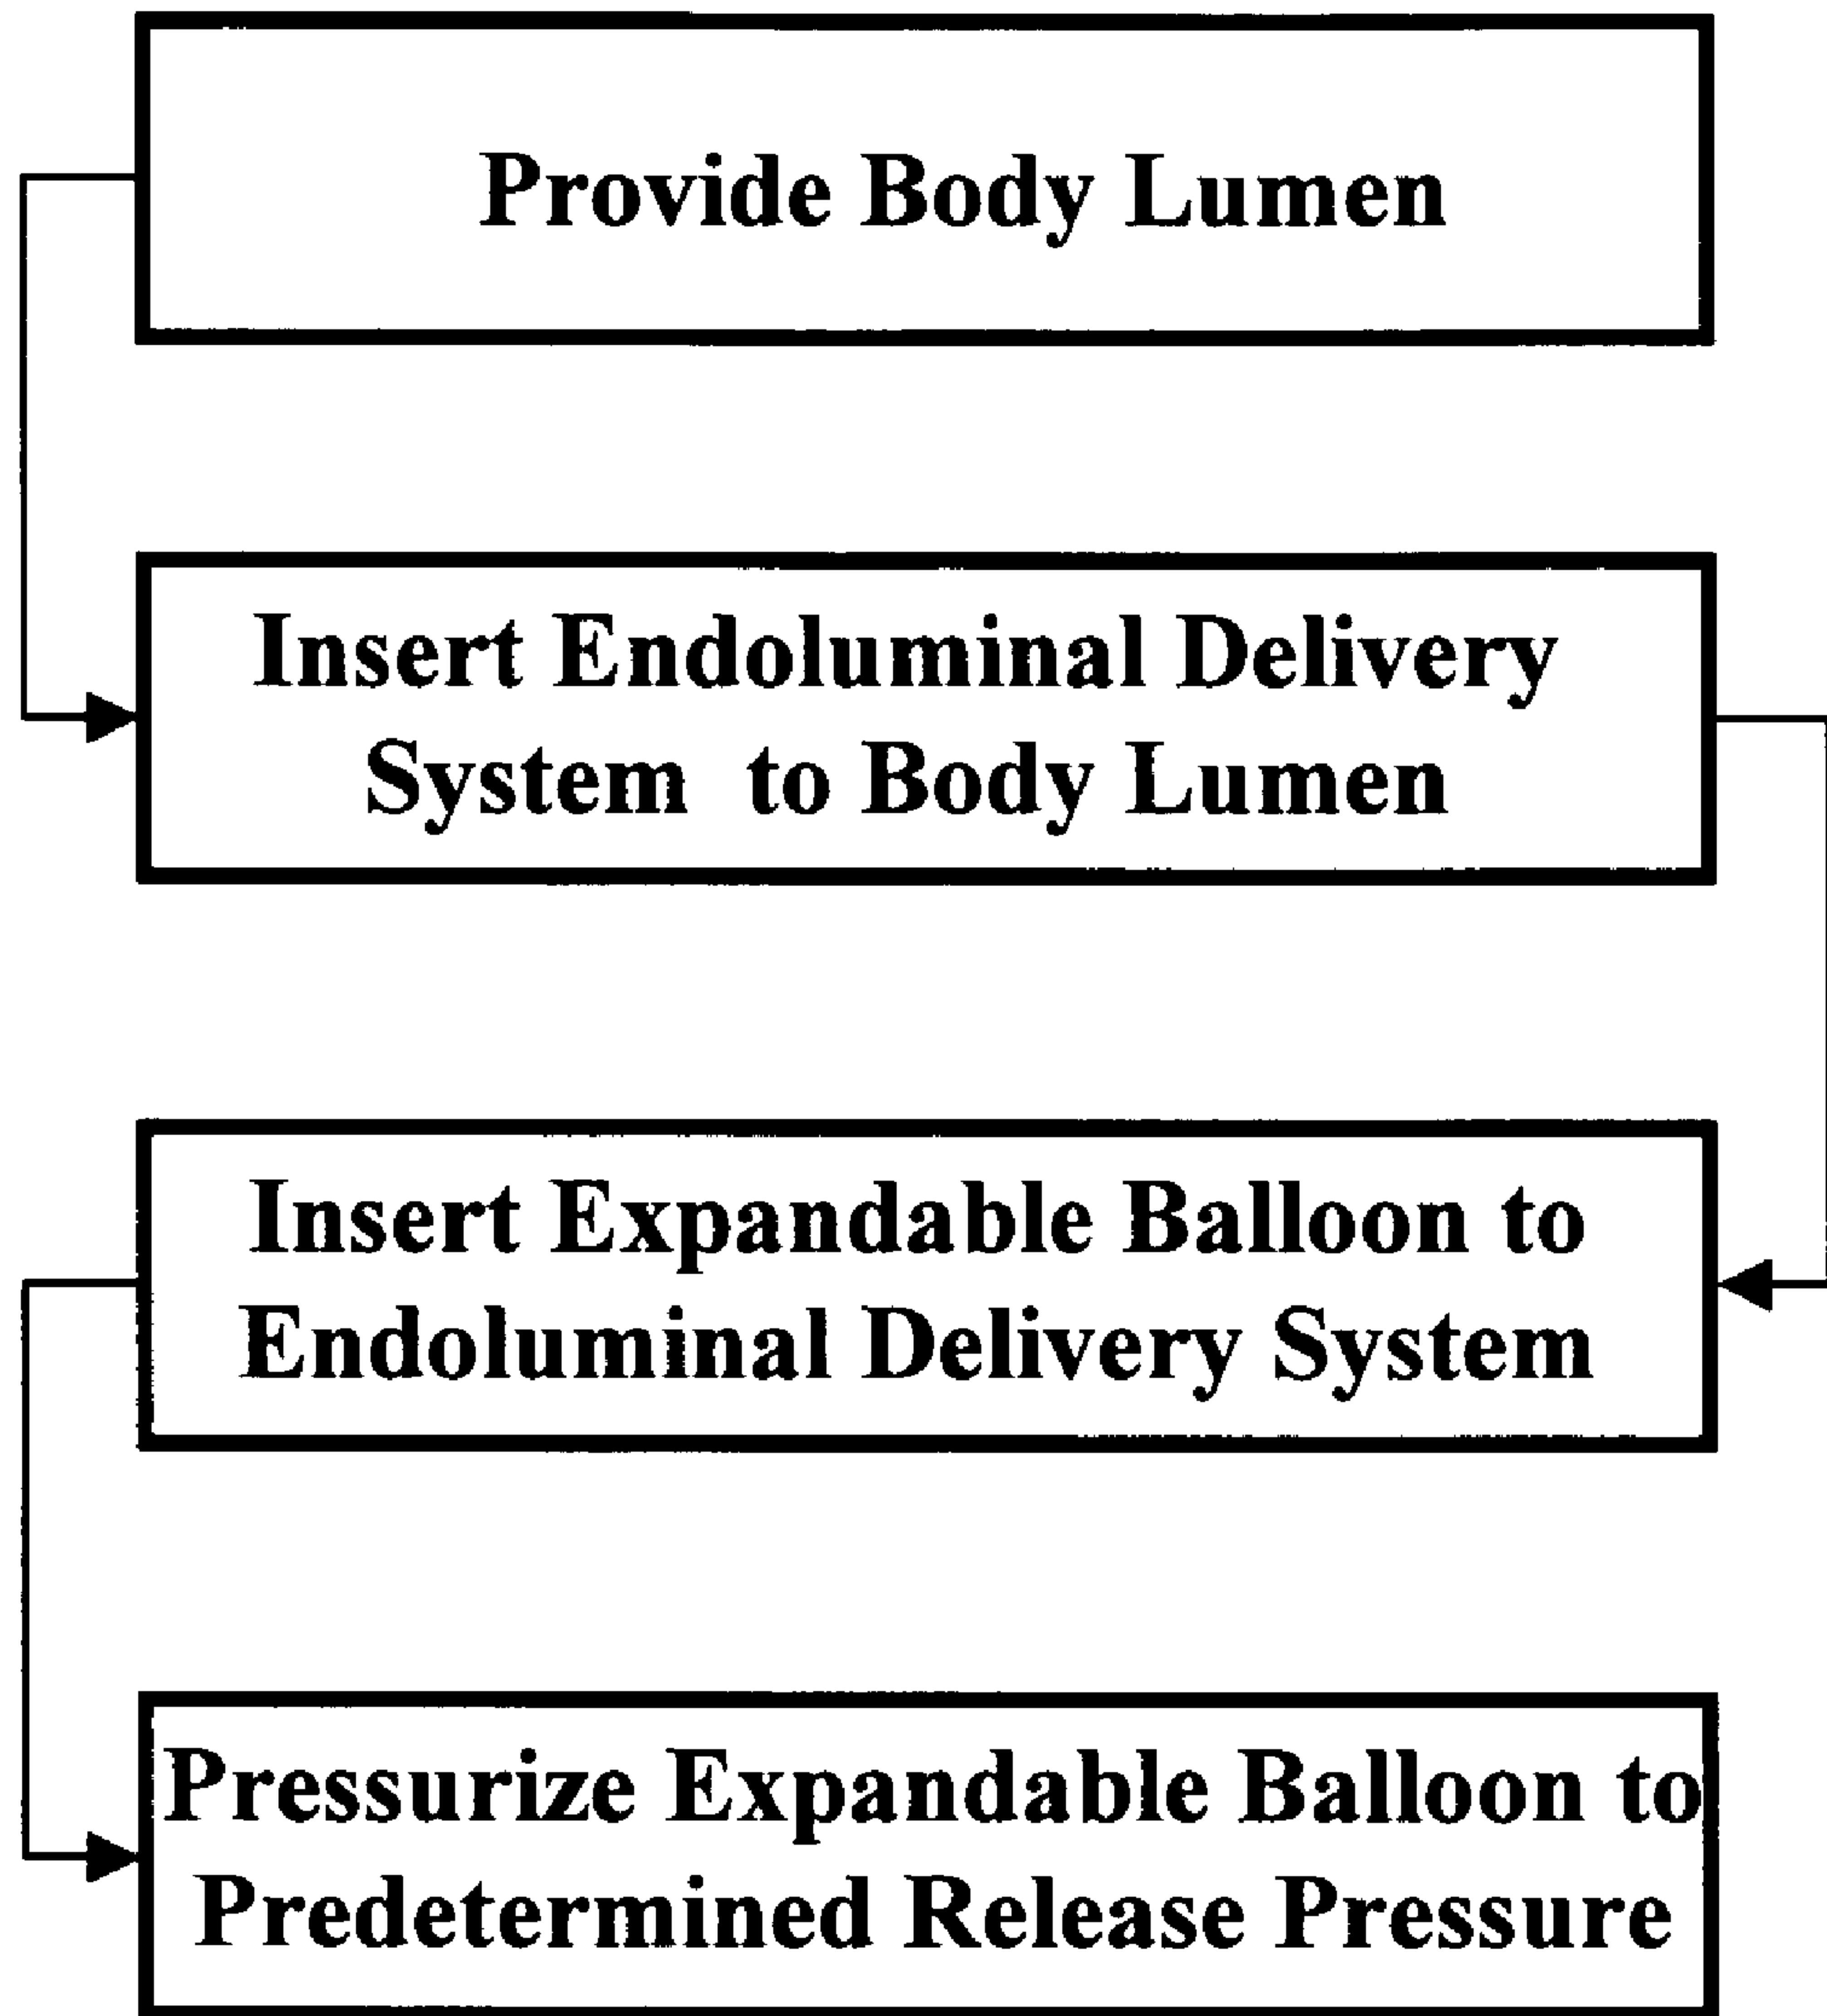 Provide Body Lumen
Insert Endoluminal Delivery
System to Body Lumen
Insert Expandable Balloon to
Endoluminal Delivery System
Pressurize Expandable Balloon to
Predetermined Release Pressure